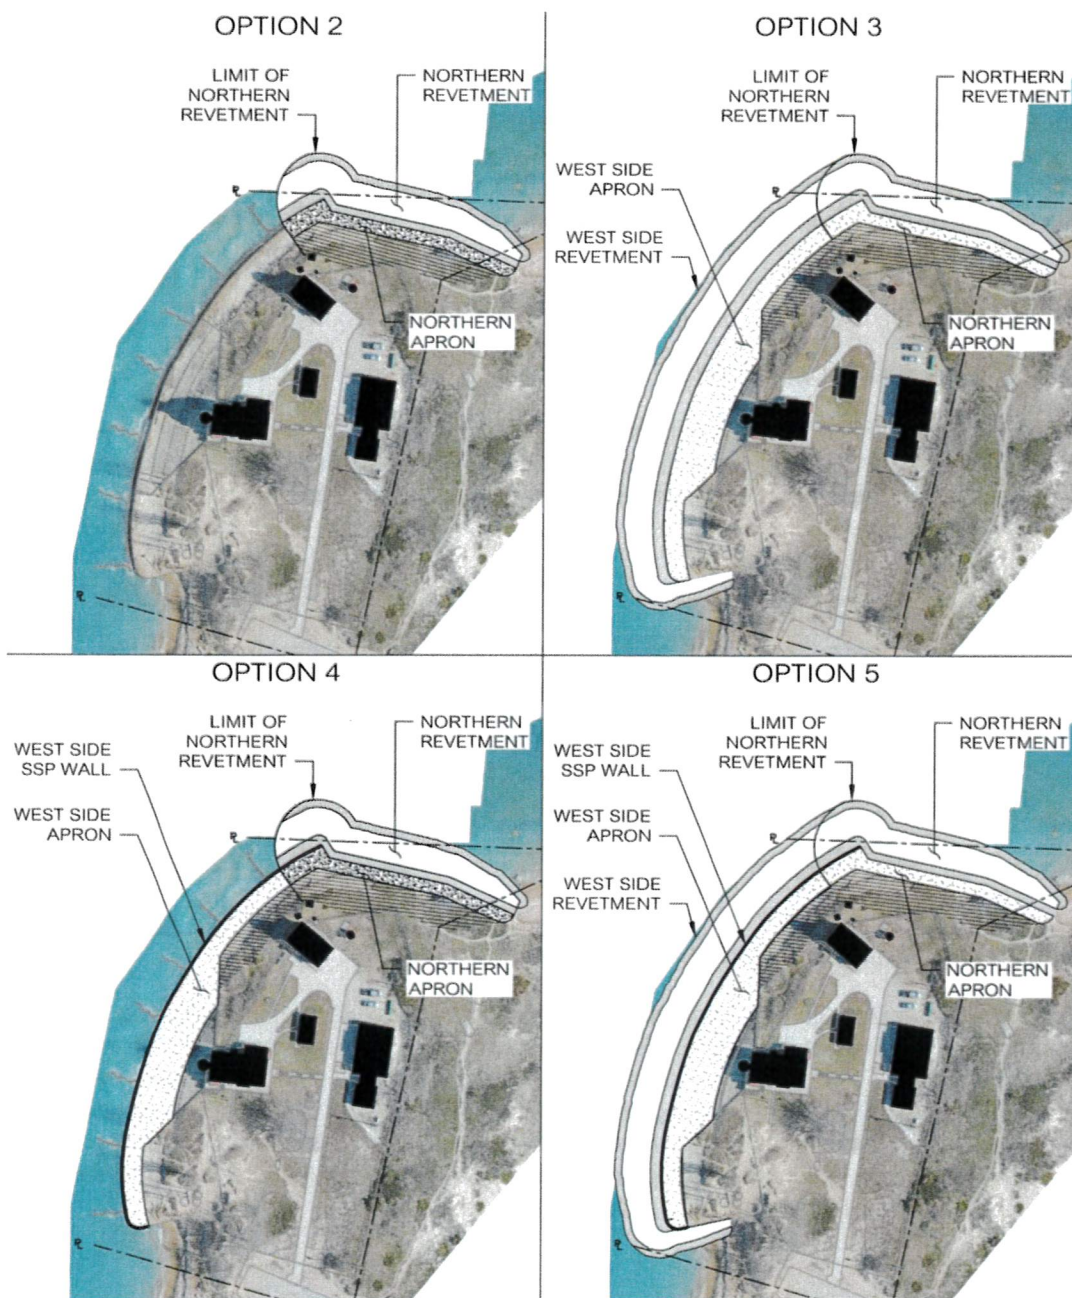 OPTION 2
LIMIT OF
NORTHERN
REVETMENT
NORTHERN
REVETMENT
NORTHERN
APRON
OPTION 3
LIMIT OF
NORTHERN
REVETMENT
NORTHERN
REVETMENT
WEST SIDE
APRON
WEST SIDE
REVETMENT
NORTHERN
APRON
OPTION 4
LIMIT OF
NORTHERN
REVETMENT
NORTHERN
REVETMENT
WEST SIDE
SSP WALL
WEST SIDE
APRON
NORTHERN
APRON
OPTION 5
LIMIT OF
NORTHERN
REVETMENT
NORTHERN
REVETMENT
WEST SIDE
SSP WALL
WEST SIDE
APRON
WEST SIDE
REVETMENT
NORTHERN
APRON